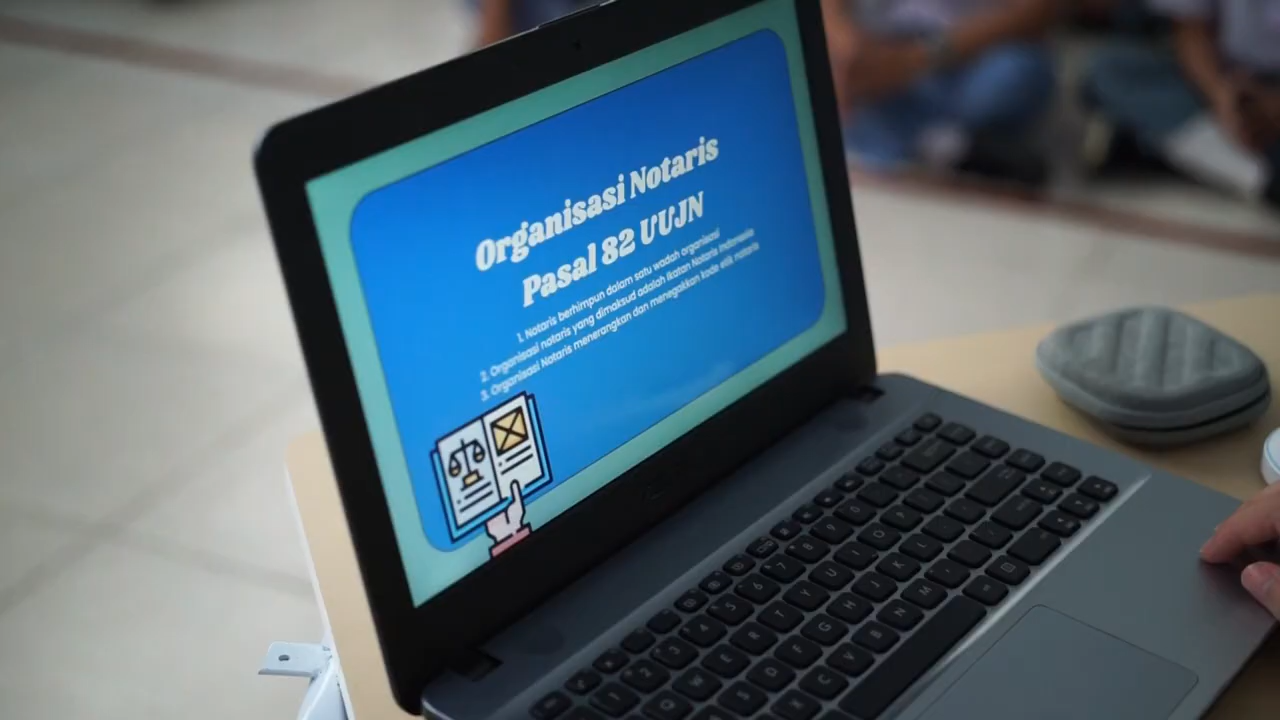 Organisasi Notaris
Pasal 82 UUJN
1. Notaris berhimpun dalam satu wadah organisasi
2. Organisasi notaris yang dimaksud adalah Ikatan Notaris Indonesia
3. Organisasi Notaris menerangkan dan menegakkan kode etik notaris